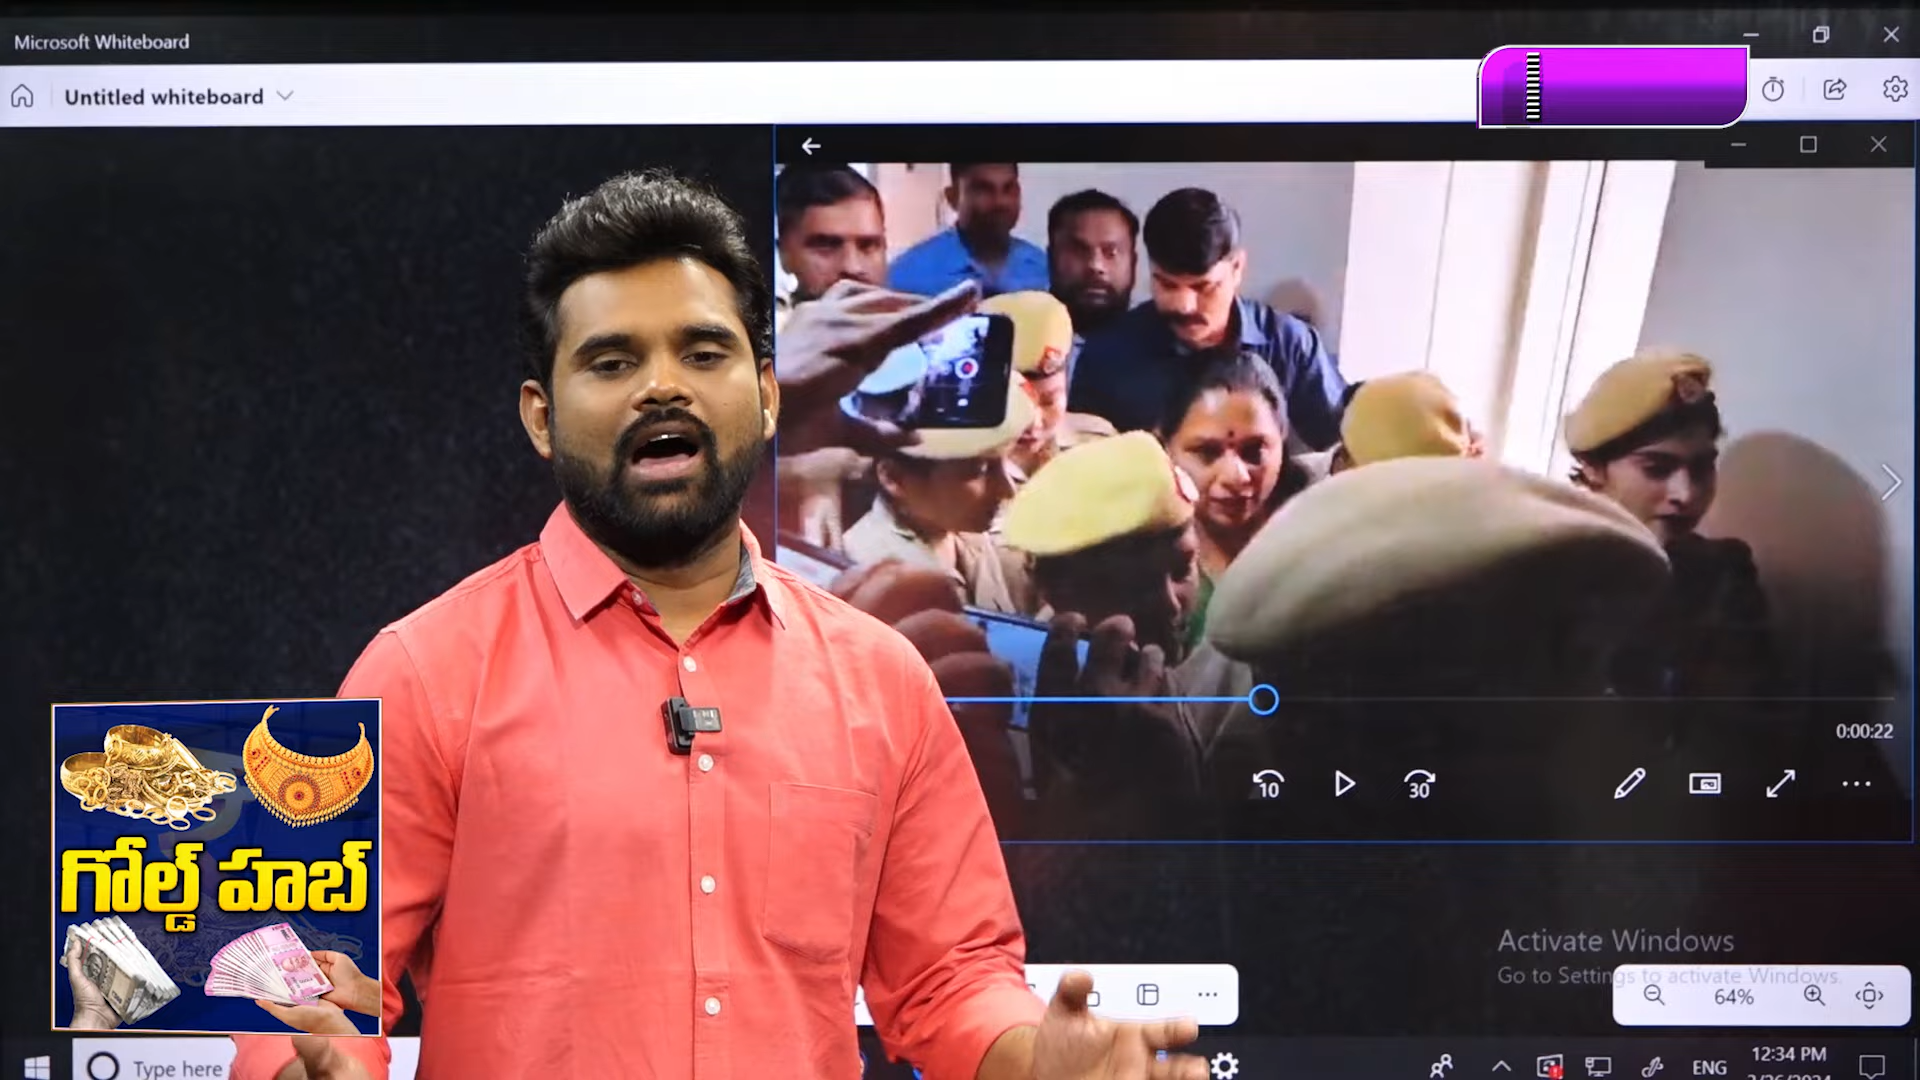 Microsoft Whiteboard
Untitled whiteboard
0:00:22
10
30
గోల్డ్ హబ్
Activate Windows
Go to Settings to activate Windows.
64%
Type here
ENG
12:34 PM